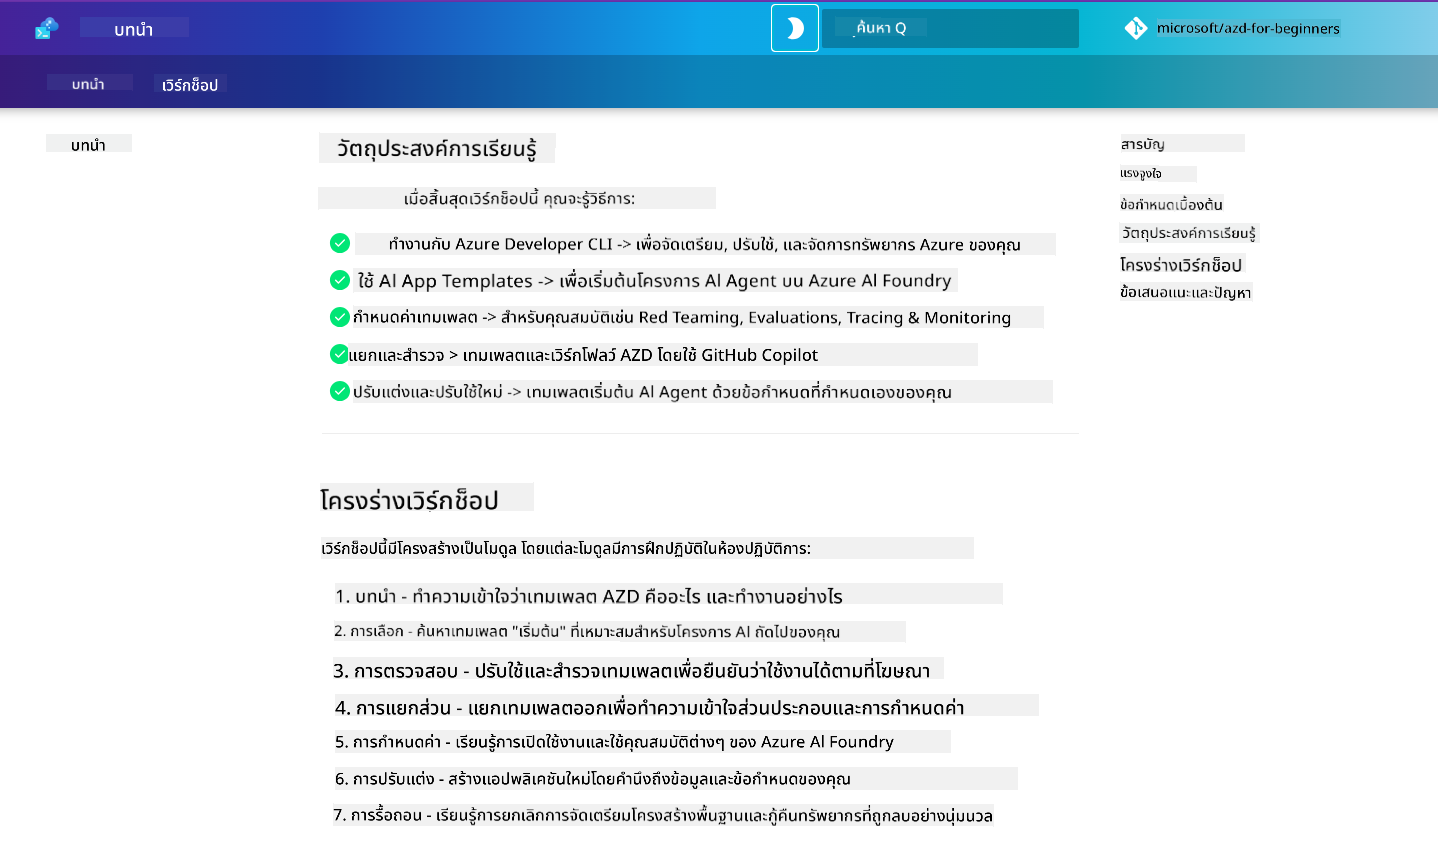 บทนำ
ค้นหา Q
microsoft/azd-for-beginners
บทนำ
เวิร์กช็อป
บทนำ
วัตถุประสงค์การเรียนรู้
เมื่อสิ้นสุดเวิร์กช็อปนี้ คุณจะรู้วิธีการ:
ทำงานกับ Azure Developer CLI -> เพื่อจัดเตรียม, ปรับใช้, และจัดการทรัพยากร Azure ของคุณ
ใช้ Al App Templates -> เพื่อเริ่มต้นโครงการ Al Agent บน Azure Al Foundry
กำหนดค่าเทมเพลต -> สำหรับคุณสมบัติเช่น Red Teaming, Evaluations, Tracing & Monitoring
แยกและสำรวจ > เทมเพลตและเวิร์กโฟลว์ AZD โดยใช้ GitHub Copilot
ปรับแต่งและปรับใช้ใหม่ -> เทมเพลตเริ่มต้น Al Agent ด้วยข้อกำหนดที่กำหนดเองของคุณ
โครงร่างเวิร์กช็อป
เวิร์กช็อปนี้มีโครงสร้างเป็นโมดูล โดยแต่ละโมดูลมีการฝึกปฏิบัติในห้องปฏิบัติการ:
1. บทนำ - ทำความเข้าใจว่าเทมเพลต AZD คืออะไร และทำงานอย่างไร
2. การเลือก - ค้นหาเทมเพลต "เริ่มต้น" ที่เหมาะสมสำหรับโครงการ Al ถัดไปของคุณ
3. การตรวจสอบ - ปรับใช้และสำรวจเทมเพลตเพื่อยืนยันว่าใช้งานได้ตามที่โฆษณา
4. การแยกส่วน - แยกเทมเพลตออกเพื่อทำความเข้าใจส่วนประกอบและการกำหนดค่า
5. การกำหนดค่า - เรียนรู้การเปิดใช้งานและใช้คุณสมบัติต่างๆ ของ Azure Al Foundry
6. การปรับแต่ง - สร้างแอปพลิเคชันใหม่โดยคำนึงถึงข้อมูลและข้อกำหนดของคุณ
7. การรื้อถอน - เรียนรู้การยกเลิกการจัดเตรียมโครงสร้างพื้นฐานและกู้คืนทรัพยากรที่ถูกลบอย่างนุ่มนวล
สารบัญ
แรงจูงใจ
ข้อกำหนดเบื้องต้น
วัตถุประสงค์การเรียนรู้
โครงร่างเวิร์กช็อป
ข้อเสนอแนะและปัญหา